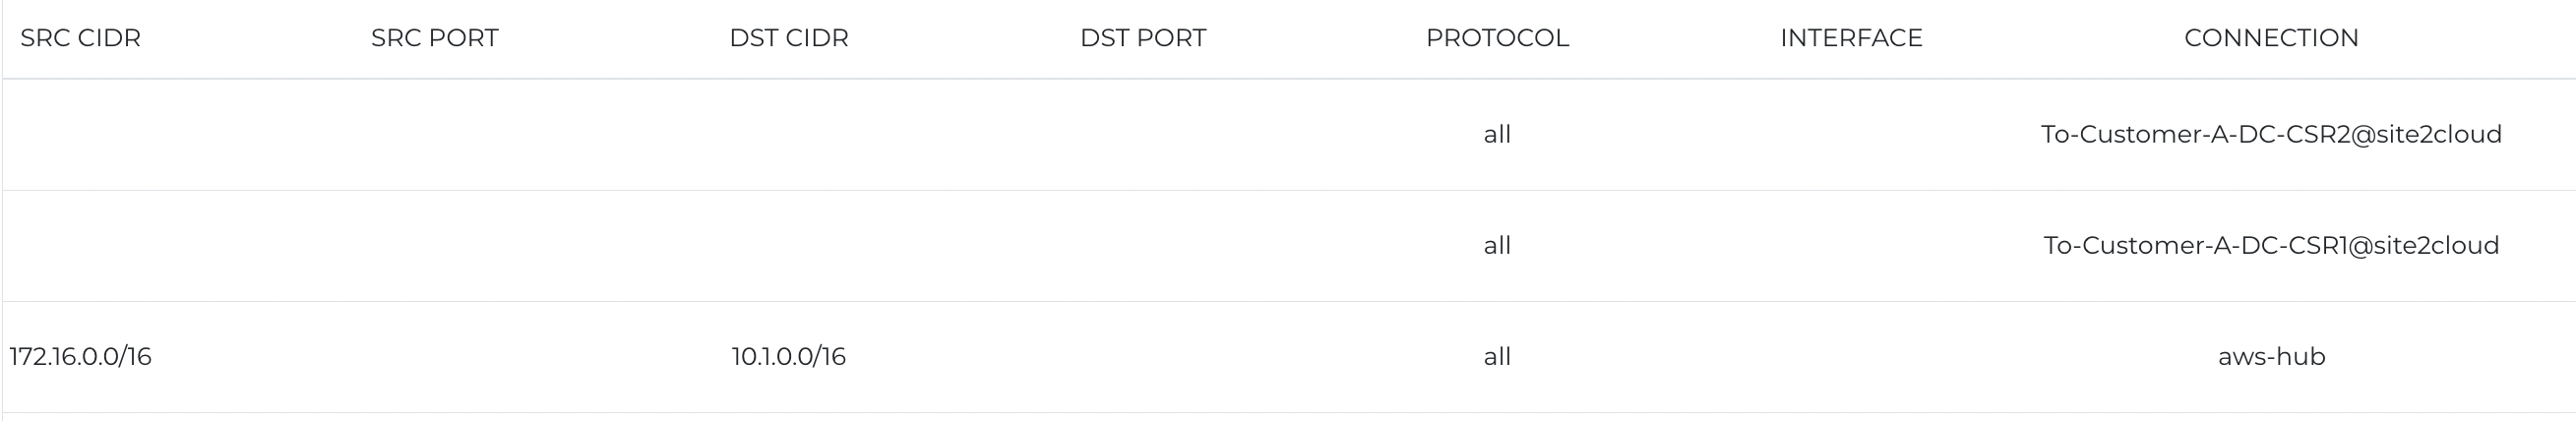 SRC CIDR SRC PORT DST CIDR DST PORT PROTOCOL INTERFACE CONNECTION
all To-Customer-A-DC-CSR2@site2cloud
all To-Customer-A-DC-CSR1@site2cloud
172.16.0.0/16 10.1.0.0/16 all aws-hub